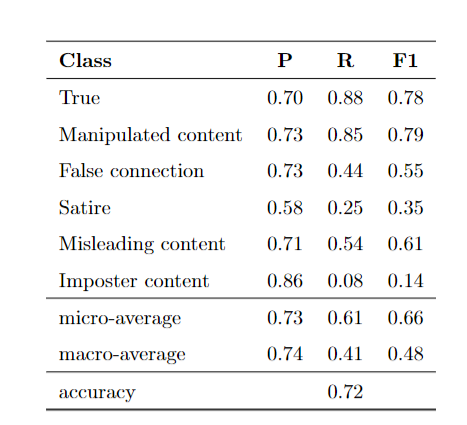 Class P R F1
True 0.70 0.88 0.78
Manipulated content 0.73 0.85 0.79
False connection 0.73 0.44 0.55
Satire 0.58 0.25 0.35
Misleading content 0.71 0.54 0.61
Imposter content 0.86 0.08 0.14
micro-average 0.73 0.61 0.66
macro-average 0.74 0.41 0.48
accuracy 0.72